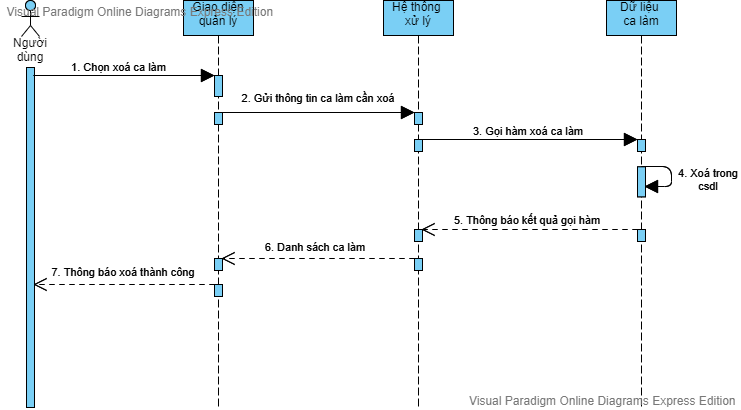 Visual Paradigm Online Diagrams Express Edition
Người
dùng
Giao diện
quản lý
Hệ thống
xử lý
Dữ liệu
ca làm
1. Chọn xoá ca làm
2. Gửi thông tin ca làm cần xoá
3. Gọi hàm xoá ca làm
4. Xoá trong
csdl
5. Thông báo kết quả gọi hàm
6. Danh sách ca làm
7. Thông báo xoá thành công
Visual Paradigm Online Diagrams Express Edition